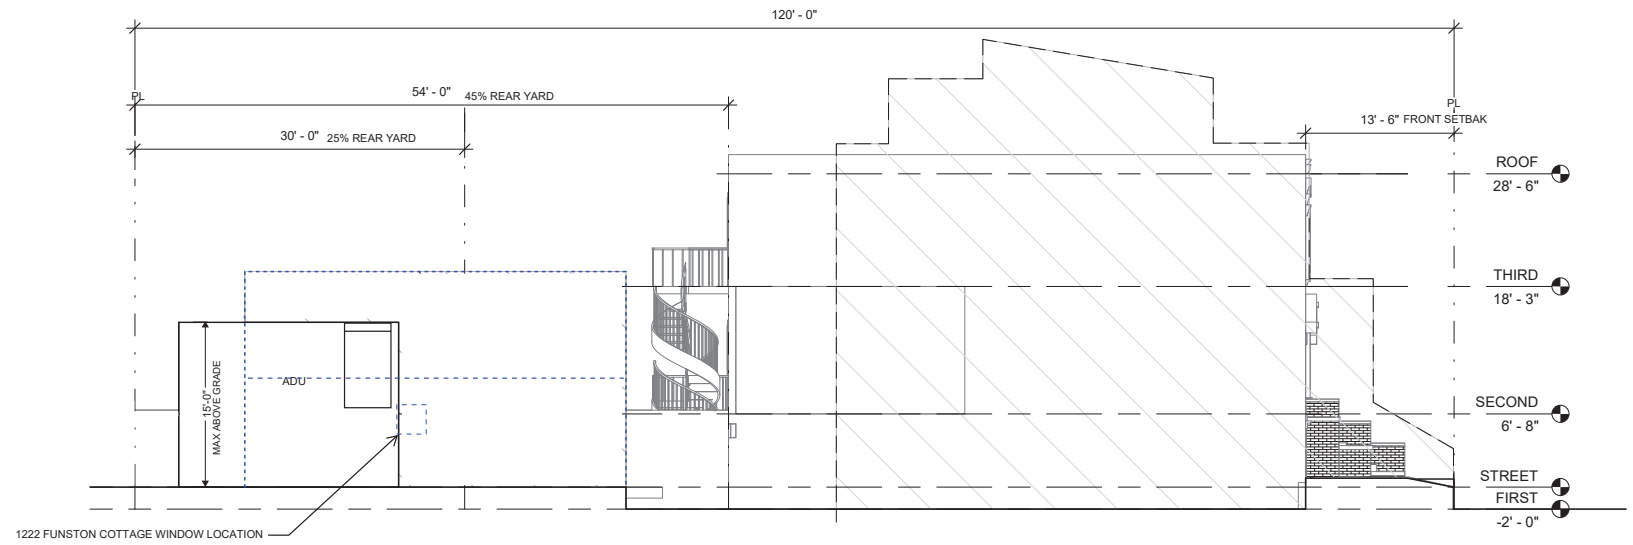 120' - 0"
PL
54' - 0" 45% REAR YARD
PL
13' - 6" FRONT SETBAK
30' - 0" 25% REAR YARD
ROOF
28' - 6"
THIRD
18' - 3"
ADU
15'-0"
MAX ABOVE GRADE
SECOND
6' - 8"
STREET
FIRST
-2' - 0"
1222 FUNSTON COTTAGE WINDOW LOCATION